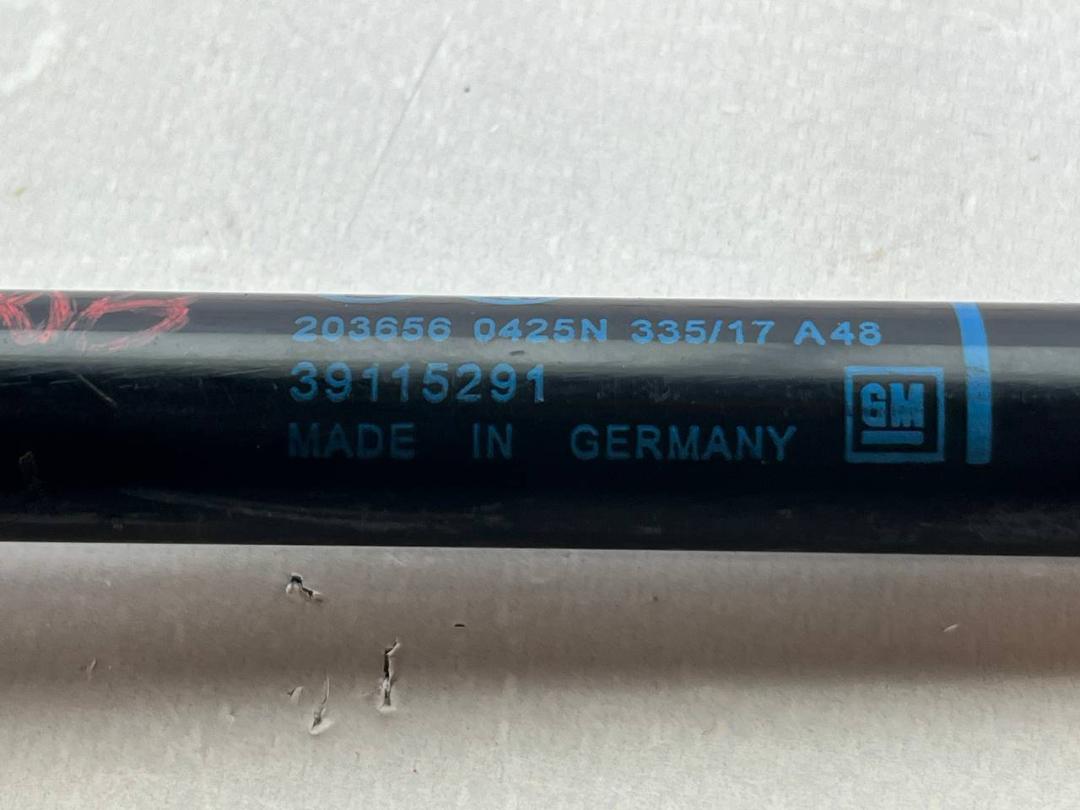 203656 0425N 335/17 A48
39115291
MADE IN GERMANY
GM